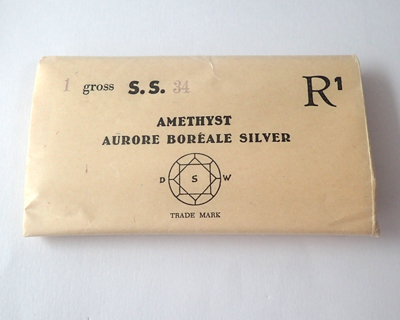 1 gross S.S. 34 R¹
AMETHYST
AURORE BORÉALE SILVER
D S W
TRADE MARK